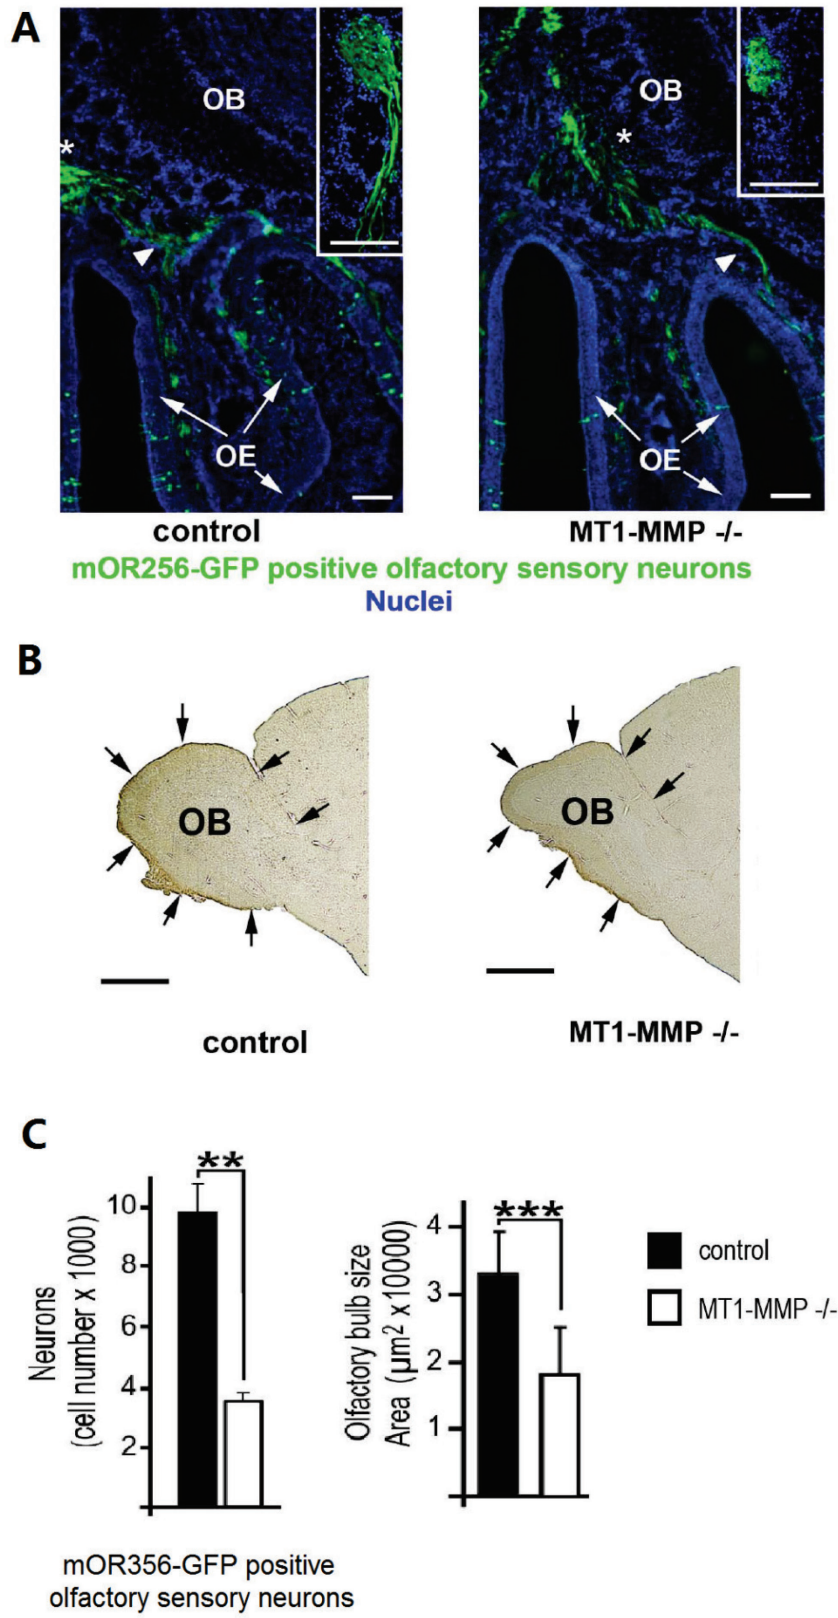 A
OB
*
OE
OB
*
OE
control
MT1-MMP -/-
mOR256-GFP positive olfactory sensory neurons
Nuclei
B
OB
control
OB
MT1-MMP -/-
C
Neurons
(cell number x 1000)
10
8
6
4
2
**
mOR356-GFP positive
olfactory sensory neurons
Olfactory bulb size
Area (µm² x10000)
4
3
2
1
***
control
MT1-MMP -/-